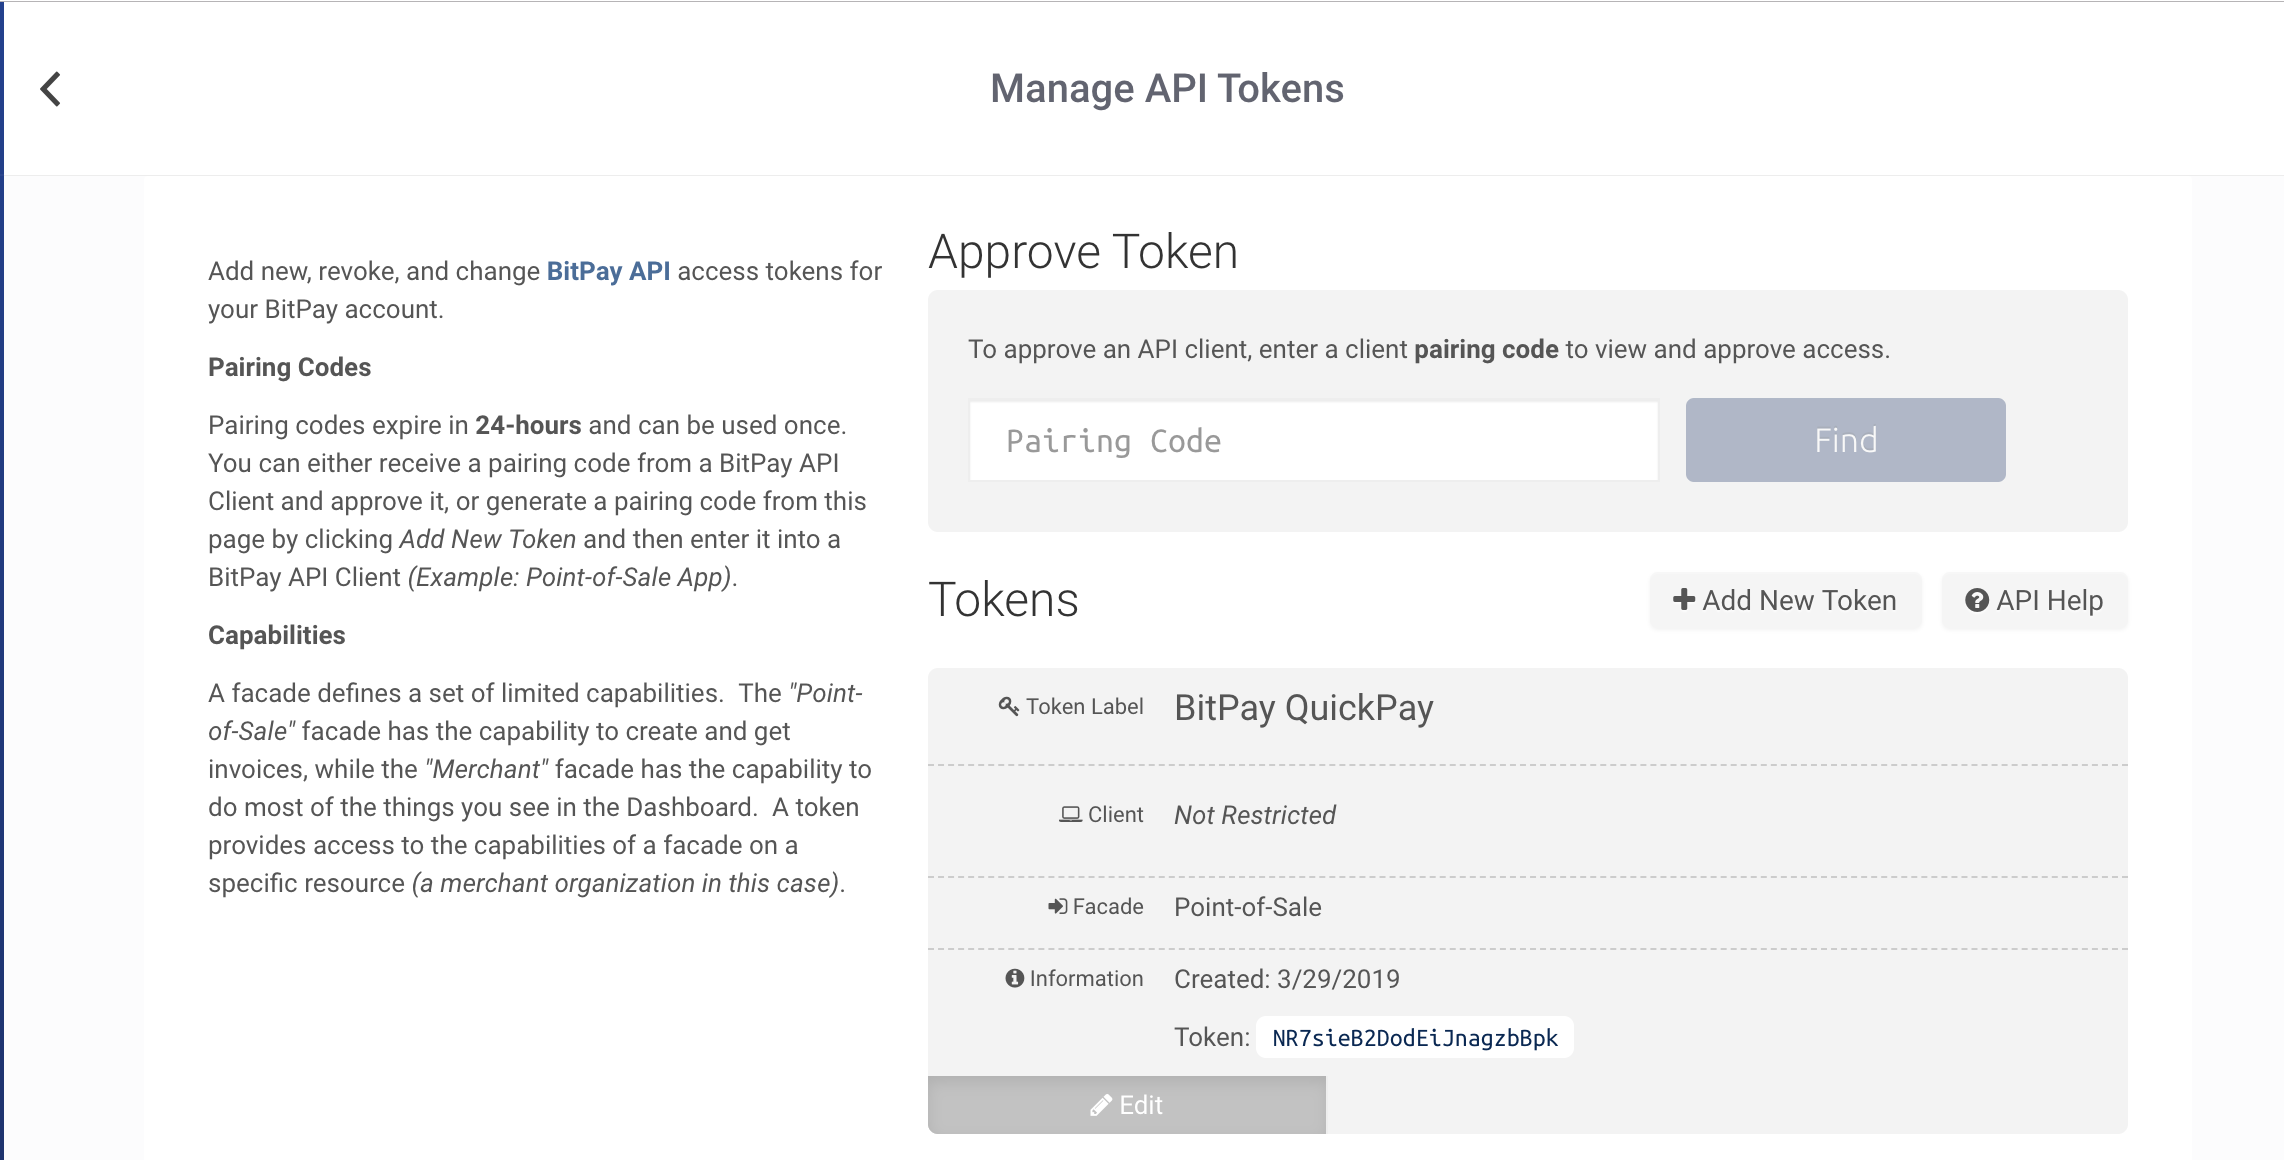 Manage API Tokens
Add new, revoke, and change BitPay API access tokens for
your BitPay account.
Pairing Codes
Pairing codes expire in 24-hours and can be used once.
You can either receive a pairing code from a BitPay API
Client and approve it, or generate a pairing code from this
page by clicking Add New Token and then enter it into a
BitPay API Client (Example: Point-of-Sale App).
Capabilities
A facade defines a set of limited capabilities.  The "Point-
of-Sale" facade has the capability to create and get
invoices, while the "Merchant" facade has the capability to
do most of the things you see in the Dashboard.  A token
provides access to the capabilities of a facade on a
specific resource (a merchant organization in this case).
Approve Token
To approve an API client, enter a client pairing code to view and approve access.
Pairing Code
Find
Tokens
Add New Token
API Help
Token Label BitPay QuickPay
Client Not Restricted
Facade Point-of-Sale
Information Created: 3/29/2019
Token: NR7sieB2DodEiJnagzbBpk
Edit